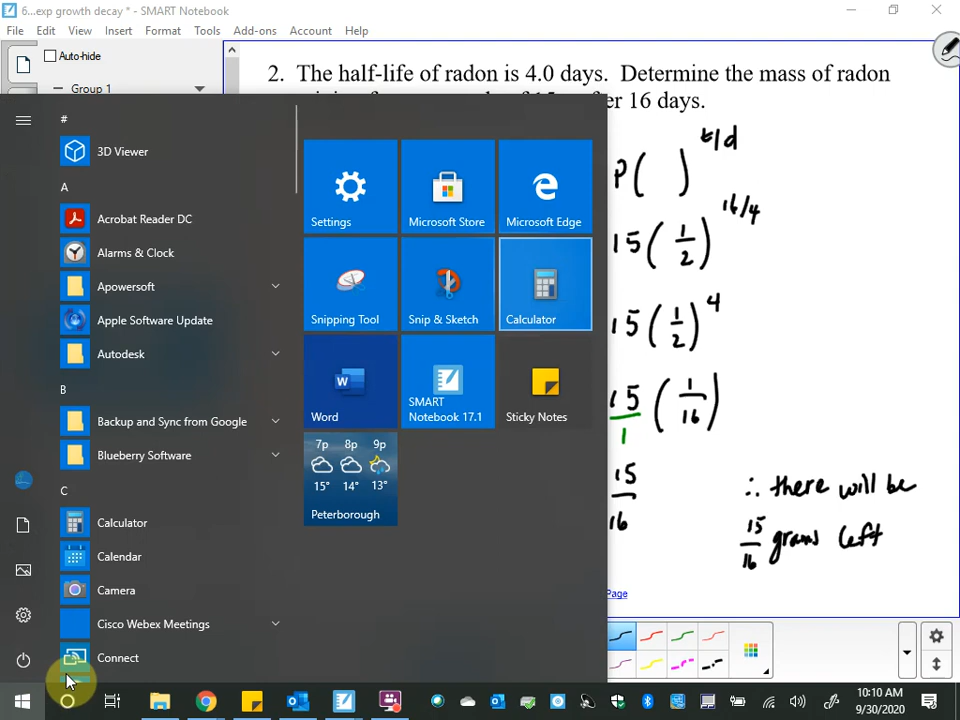 6...exp growth decay * - SMART Notebook
File Edit View Insert Format Tools Add-ons Account Help
Auto-hide
Group 1
2. The half-life of radon is 4.0 days. Determine the mass of radon
er 16 days.
#
3D Viewer
A
Acrobat Reader DC
Alarms & Clock
Apowersoft
Apple Software Update
Autodesk
B
Backup and Sync from Google
Blueberry Software
C
Calculator
Calendar
Camera
Cisco Webex Meetings
Connect
Settings
Microsoft Store
Microsoft Edge
Snipping Tool
Snip & Sketch
Calculator
Word
SMART
Notebook 17.1
Sticky Notes
7p 8p 9p
15° 14° 13°
Peterborough
P( )^t/d
15(1/2)^16/4
15(1/2)^4
15/1(1/16)
15/16
∴ there will be
15/16 grams left
Page
10:10 AM
9/30/2020